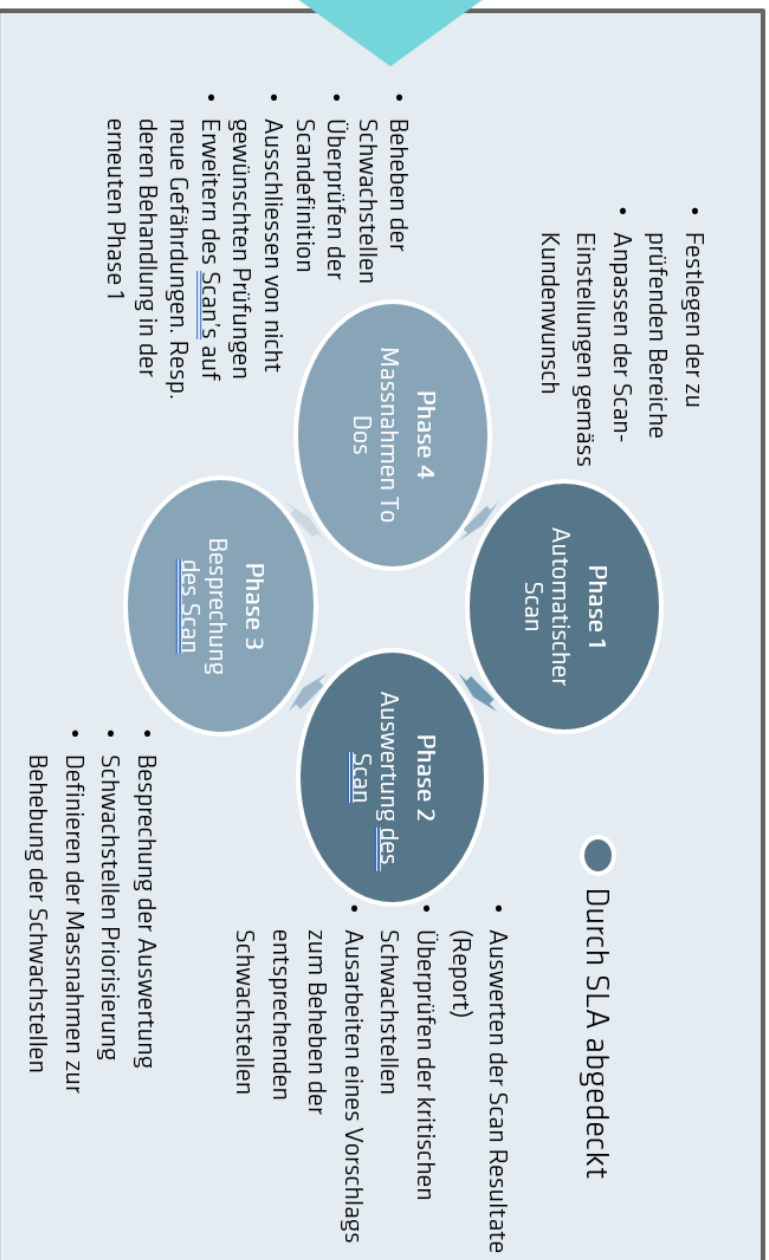 Festlegen der zu
prüfenden Bereiche
Anpassen der Scan-
Einstellungen gemäss
Kundenwunsch
Phase 1
Automatischer
Scan
Durch SLA abgedeckt
Phase 2
Auswertung des
Scan
Auswerten der Scan Resultate
(Report)
Überprüfen der kritischen
Schwachstellen
Ausarbeiten eines Vorschlags
zum Beheben der
entsprechenden
Schwachstellen
Phase 3
Besprechung
des Scan
Besprechung der Auswertung
Schwachstellen Priorisierung
Definieren der Massnahmen zur
Behebung der Schwachstellen
Phase 4
Massnahmen To
Dos
Beheben der
Schwachstellen
Überprüfen der
Scandefinition
Ausschliessen von nicht
gewünschten Prüfungen
Erweitern des Scan's auf
neue Gefährdungen. Resp.
deren Behandlung in der
erneuten Phase 1